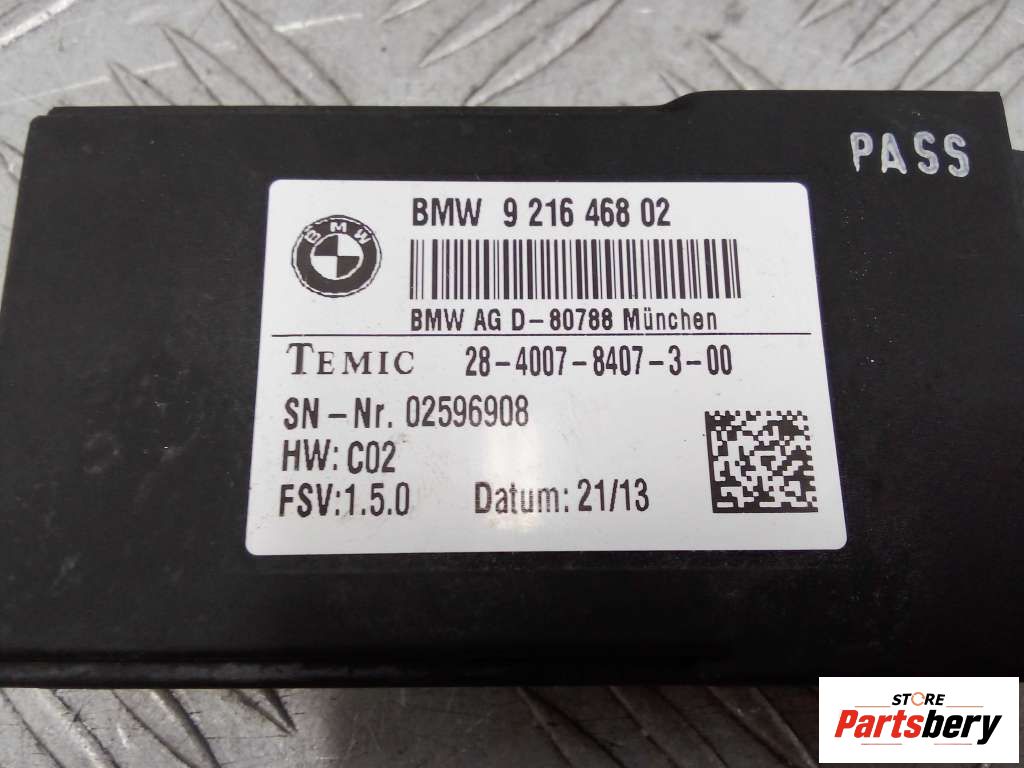 PASS
BMW 9 216 468 02
BMW
BMW AG D-80788 München
TEMIC 28-4007-8407-3-00
SN-Nr. 02596908
HW: C02
FSV:1.5.0 Datum: 21/13
STORE
Partsbery